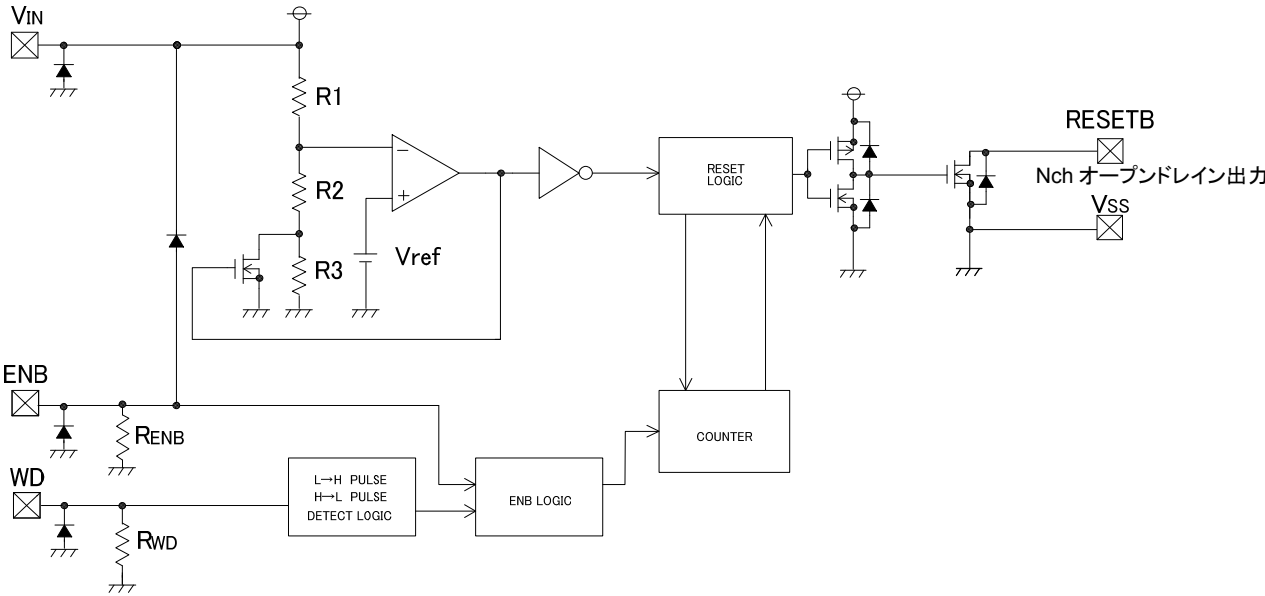 VIN
R1
R2
R3
Vref
RESET
LOGIC
RESETB
Nch オープンドレイン出力
VSS
ENB
RENB
COUNTER
WD
RWD
L→H PULSE
H→L PULSE
DETECT LOGIC
ENB LOGIC